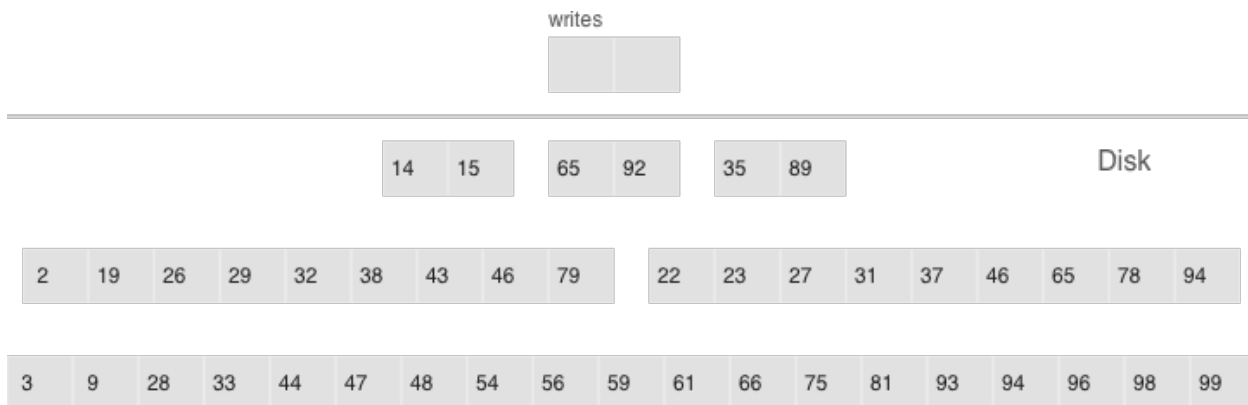 writes
14 15 65 92 35 89 Disk
2 19 26 29 32 38 43 46 79 22 23 27 31 37 46 65 78 94
3 9 28 33 44 47 48 54 56 59 61 66 75 81 93 94 96 98 99